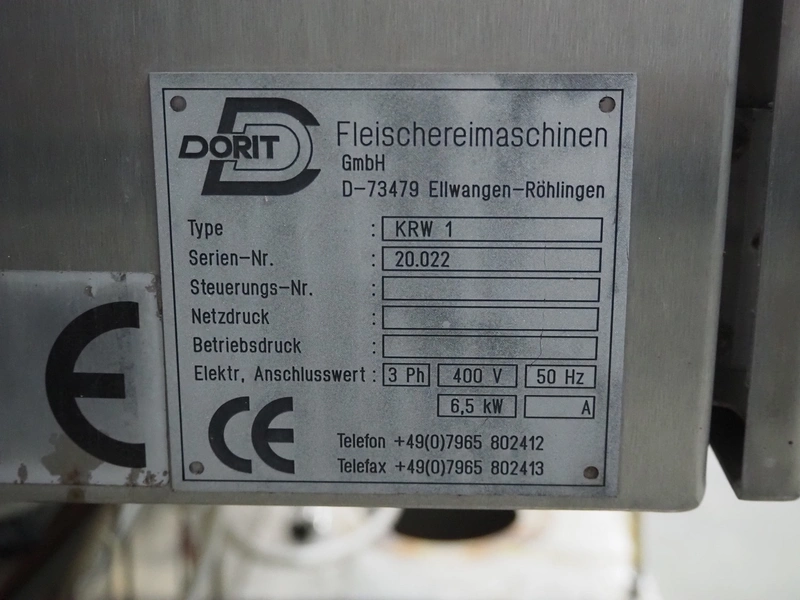 DORIT
Fleischereimaschinen
GmbH
D-73479 Ellwangen-Röhlingen
Type : KRW 1
Serien-Nr. : 20.022
Steuerungs-Nr. :
Netzdruck :
Betriebsdruck :
Elektr, Anschlusswert : 3 Ph 400 V 50 Hz
6,5 kW A
CE
Telefon +49(0)7965 802412
Telefax +49(0)7965 802413
E